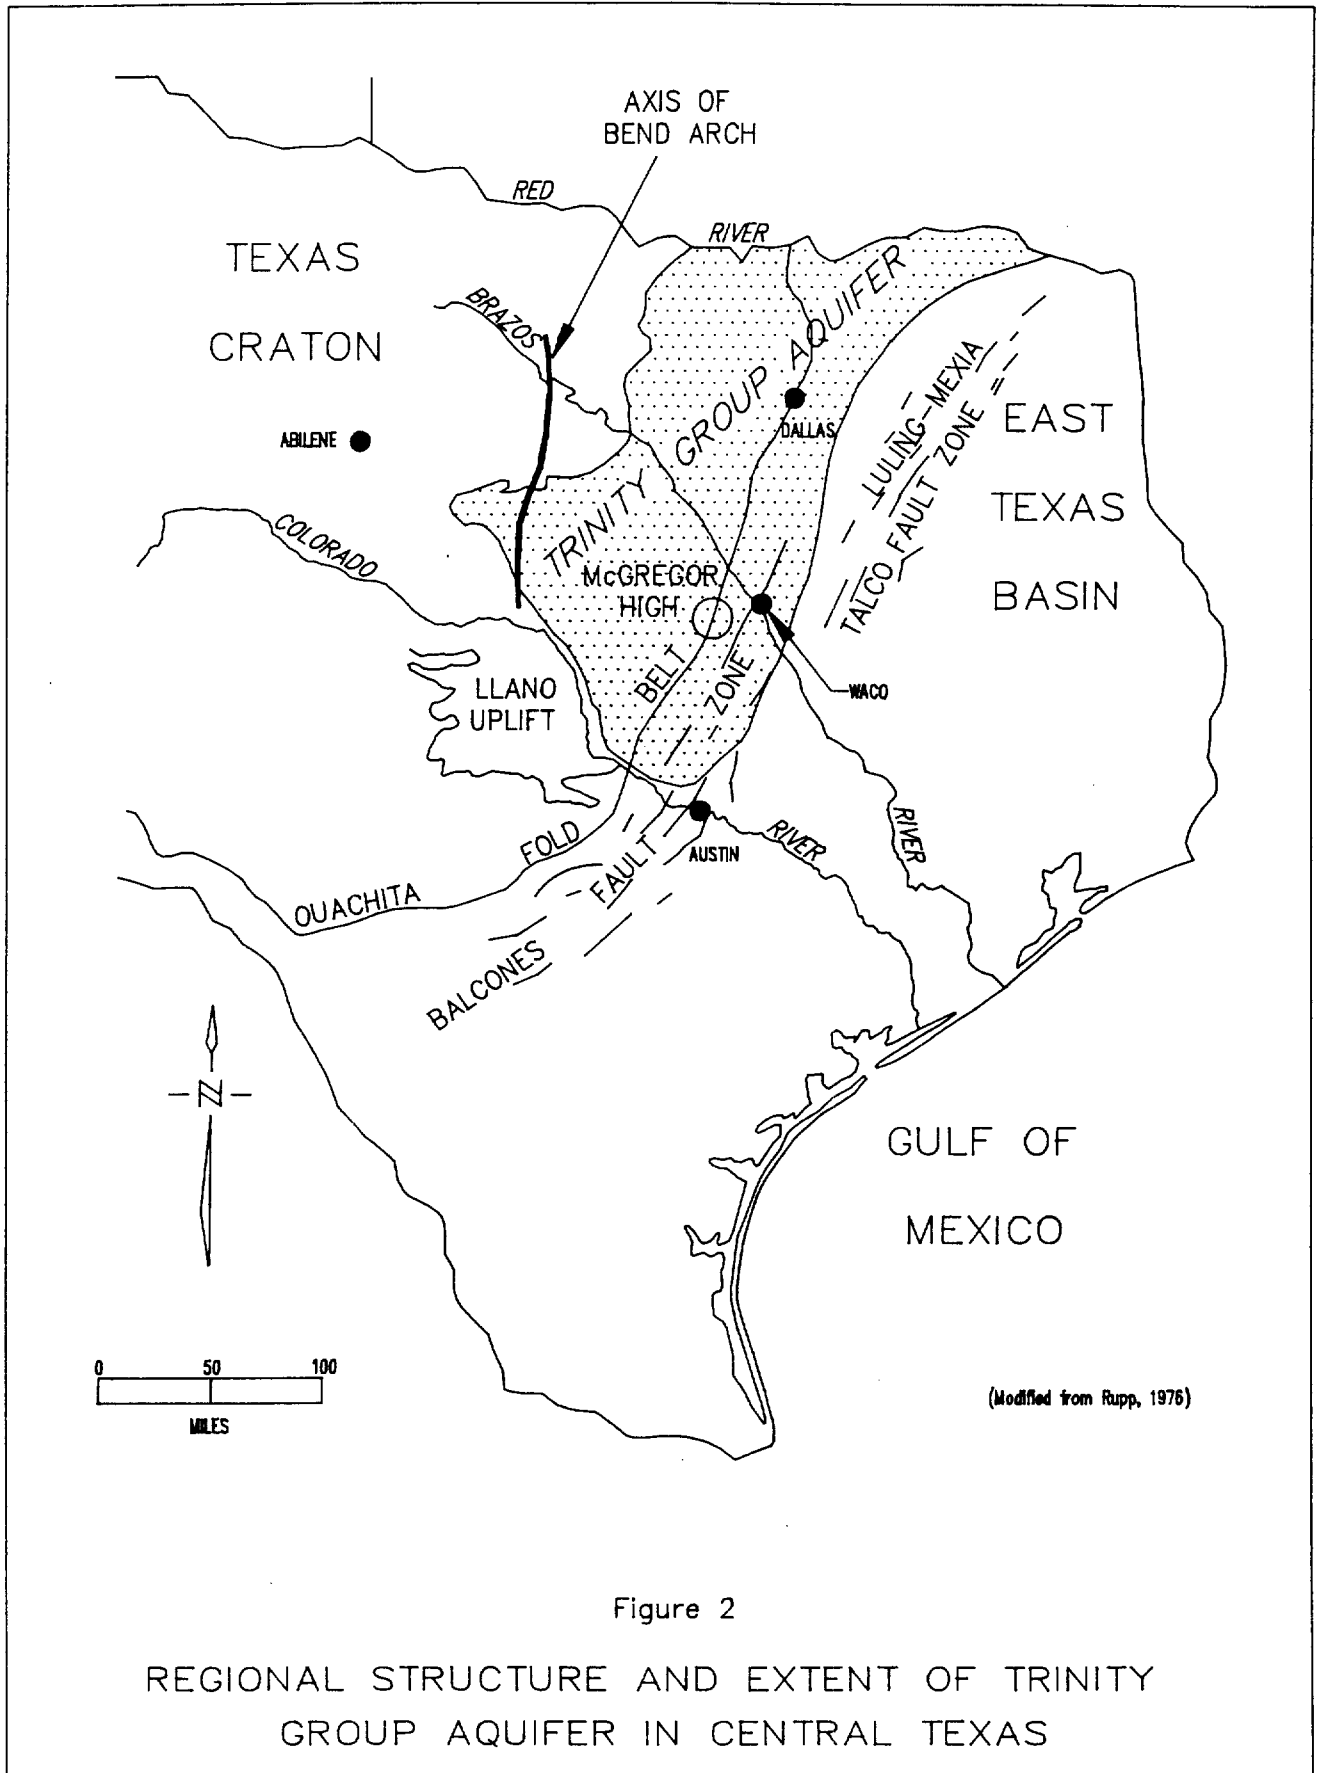 AXIS OF
BEND ARCH
RED
RIVER
TEXAS
CRATON
BRAZOS
TRINITY GROUP AQUIFER
ABILENE
DALLAS
LULING-MEXIA
TALCO FAULT ZONE
EAST
TEXAS
BASIN
COLORADO
McGREGOR
HIGH
WACO
LLANO
UPLIFT
OUACHITA FOLD BELT
BALCONES FAULT ZONE
AUSTIN
RIVER
RIVER
N
GULF OF
MEXICO
0 50 100
MILES
(Modified from Rupp, 1976)
Figure 2
REGIONAL STRUCTURE AND EXTENT OF TRINITY
GROUP AQUIFER IN CENTRAL TEXAS